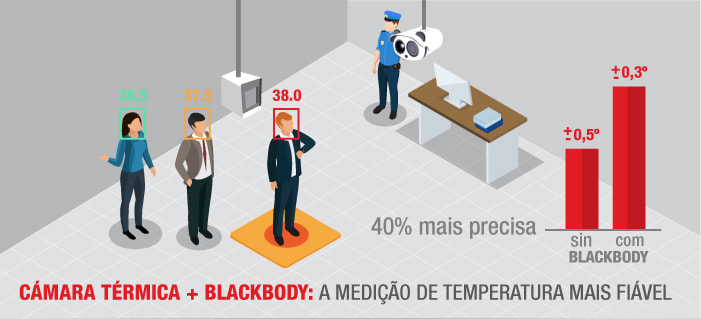 36,5
37.5
38.0
±0,5º
±0,3º
40% mais precisa
sin com
BLACKBODY
CÁMARA TÉRMICA + BLACKBODY: A MEDIÇÃO DE TEMPERATURA MAIS FIÁVEL